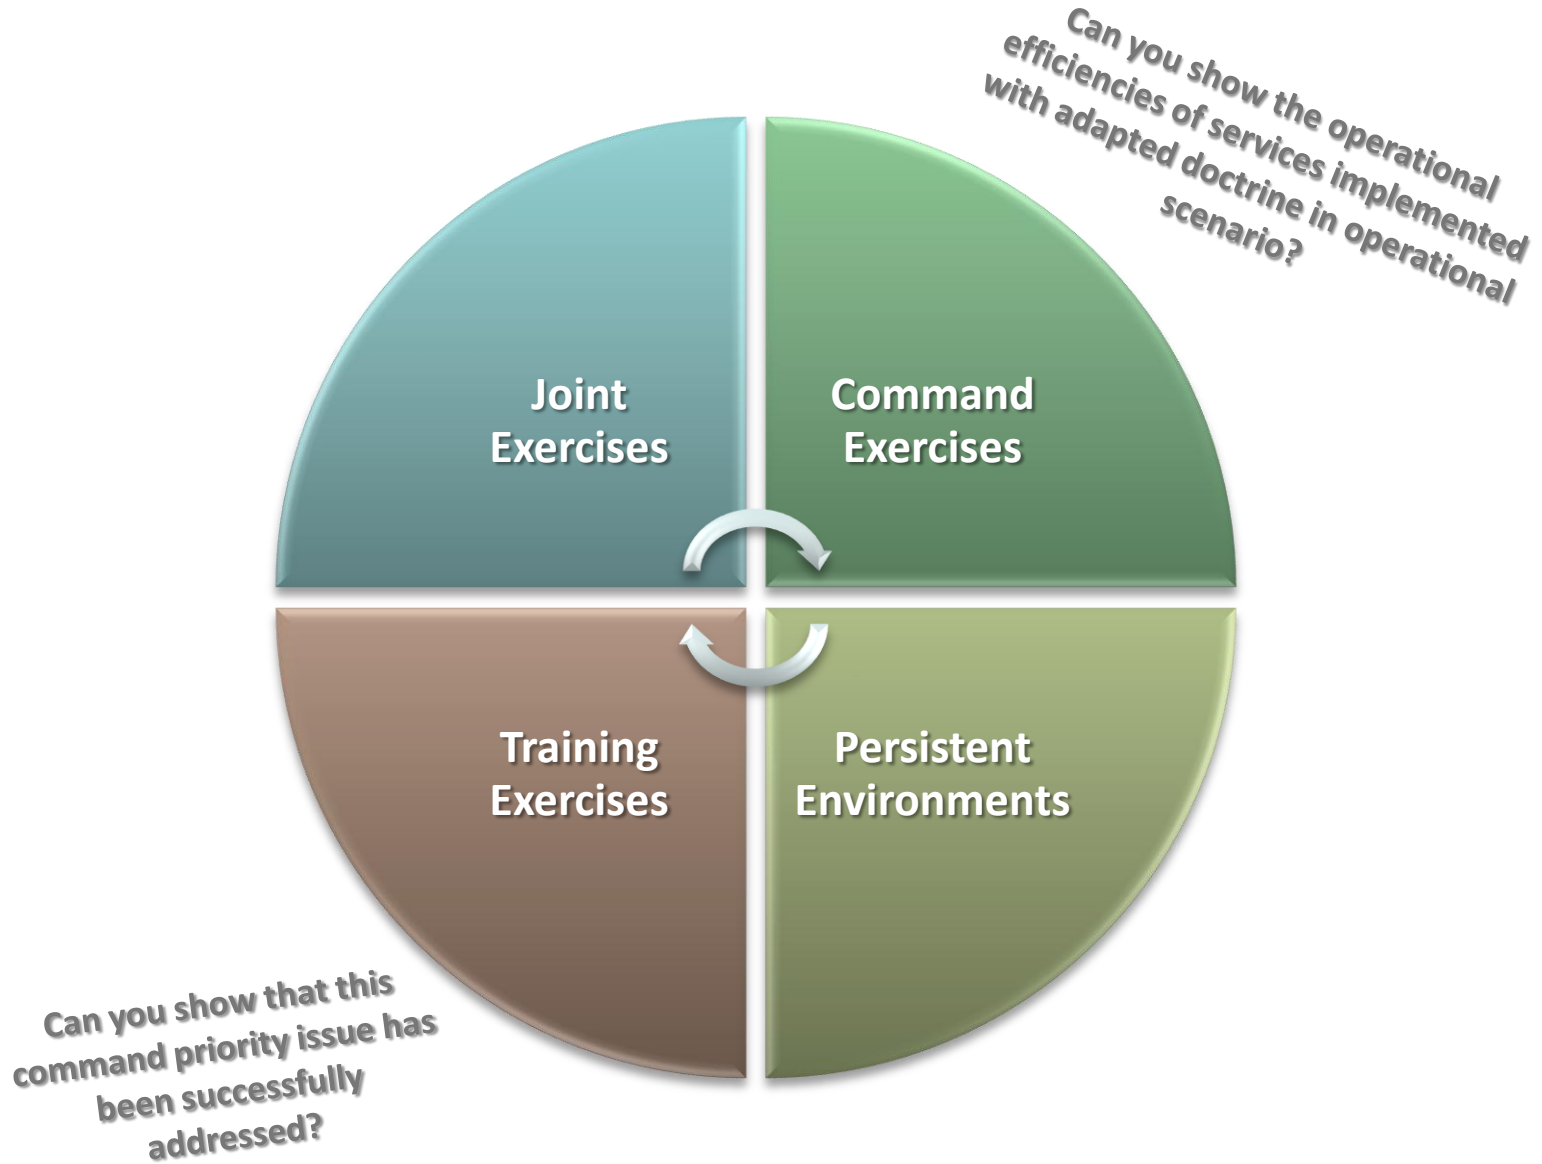 Can you show the operational
efficiencies of services implemented
with adapted doctrine in operational
scenario?
Joint
Exercises
Command
Exercises
Training
Exercises
Persistent
Environments
Can you show that this
command priority issue has
been successfully
addressed?